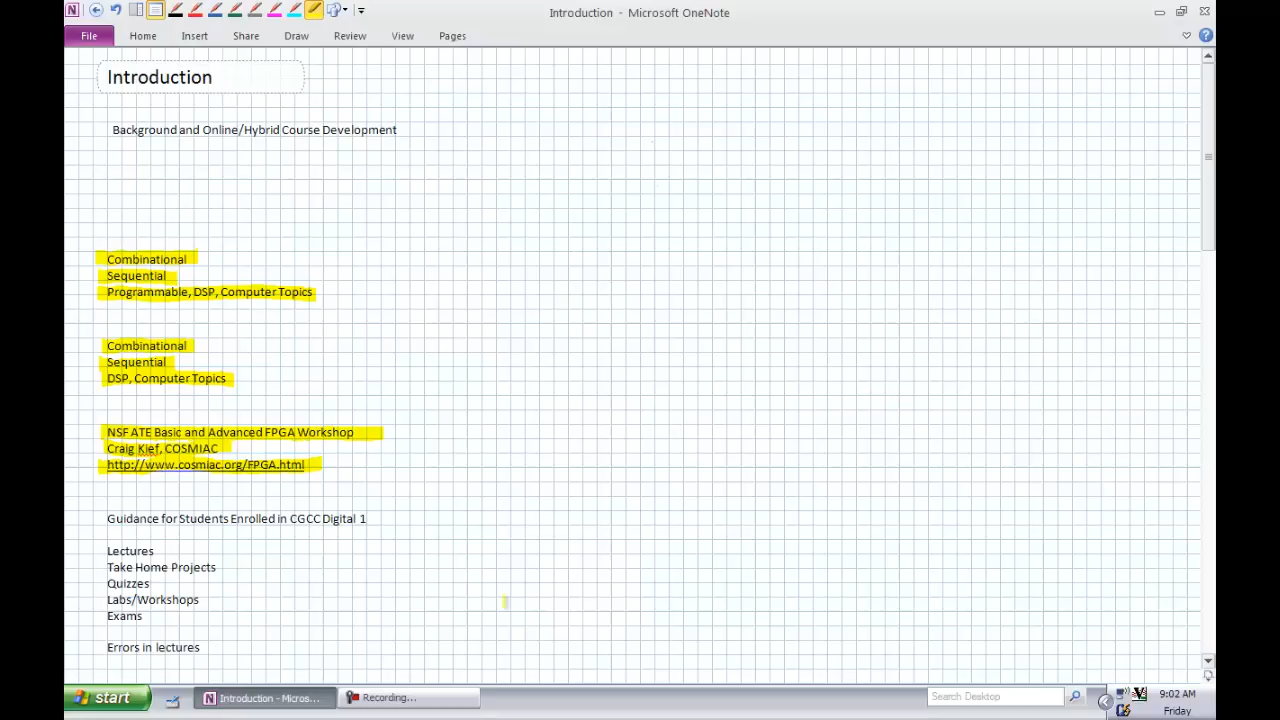 Introduction - Microsoft OneNote
File Home Insert Share Draw Review View Pages
Introduction
Background and Online/Hybrid Course Development
Combinational
Sequential
Programmable, DSP, Computer Topics
Combinational
Sequential
DSP, Computer Topics
NSF ATE Basic and Advanced FPGA Workshop
Craig Kief, COSMIAC
http://www.cosmiac.org/FPGA.html
Guidance for Students Enrolled in CGCC Digital 1
Lectures
Take Home Projects
Quizzes
Labs/Workshops
Exams
Errors in lectures
start Introduction - Micros... Recording... Search Desktop 9:02 AM
Friday